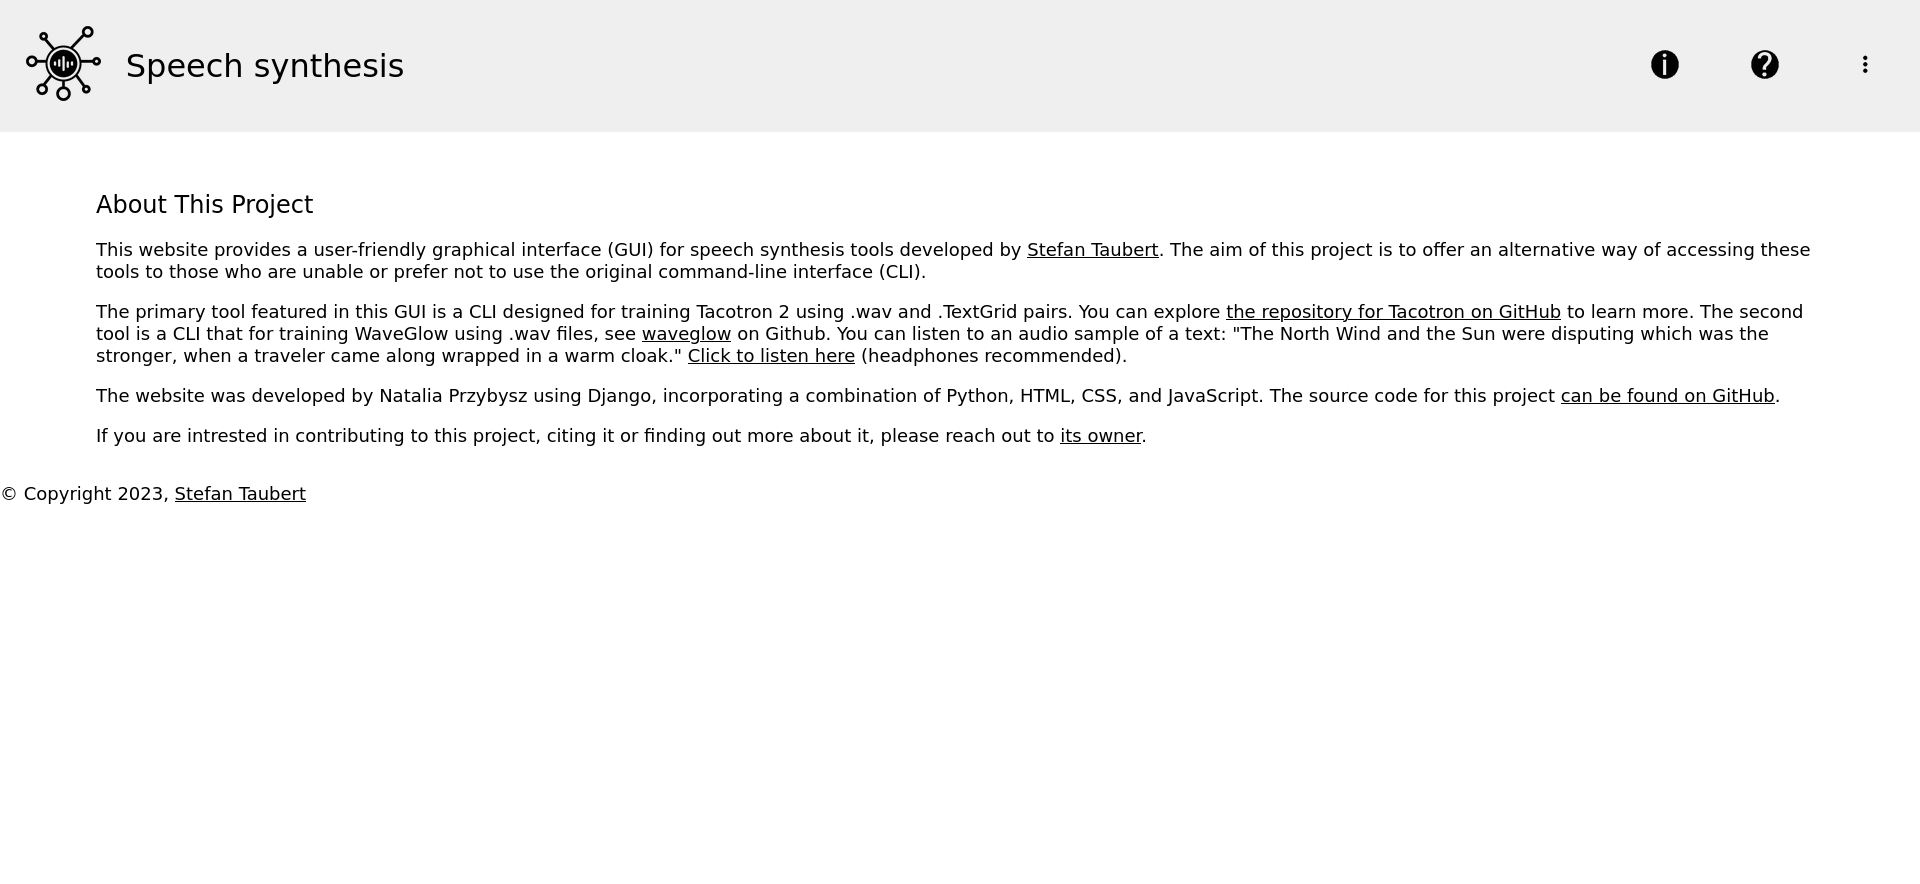 Speech synthesis
About This Project
This website provides a user-friendly graphical interface (GUI) for speech synthesis tools developed by Stefan Taubert. The aim of this project is to offer an alternative way of accessing these
tools to those who are unable or prefer not to use the original command-line interface (CLI).
The primary tool featured in this GUI is a CLI designed for training Tacotron 2 using .wav and .TextGrid pairs. You can explore the repository for Tacotron on GitHub to learn more. The second
tool is a CLI that for training WaveGlow using .wav files, see waveglow on Github. You can listen to an audio sample of a text: "The North Wind and the Sun were disputing which was the
stronger, when a traveler came along wrapped in a warm cloak." Click to listen here (headphones recommended).
The website was developed by Natalia Przybysz using Django, incorporating a combination of Python, HTML, CSS, and JavaScript. The source code for this project can be found on GitHub.
If you are intrested in contributing to this project, citing it or finding out more about it, please reach out to its owner.
© Copyright 2023, Stefan Taubert